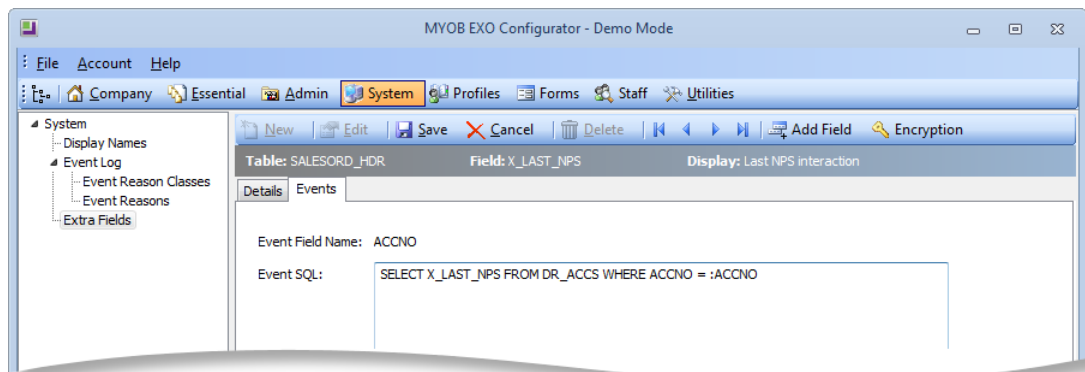 MYOB EXO Configurator - Demo Mode
File Account Help
Company Essential Admin System Profiles Forms Staff Utilities
System
Display Names
Event Log
Event Reason Classes
Event Reasons
Extra Fields
New Edit Save Cancel Delete Add Field Encryption
Table: SALESORD_HDR Field: X_LAST_NPS Display: Last NPS interaction
Details Events
Event Field Name: ACCNO
Event SQL: SELECT X_LAST_NPS FROM DR_ACCS WHERE ACCNO = :ACCNO